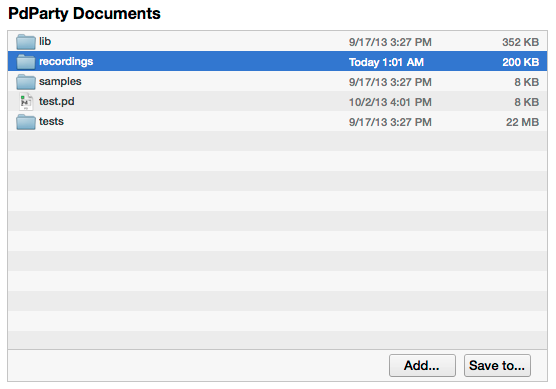 PdParty Documents
lib 9/17/13 3:27 PM 352 KB
recordings Today 1:01 AM 200 KB
samples 9/17/13 3:27 PM 8 KB
test.pd 10/2/13 4:01 PM 8 KB
tests 9/17/13 3:27 PM 22 MB
Add... Save to...